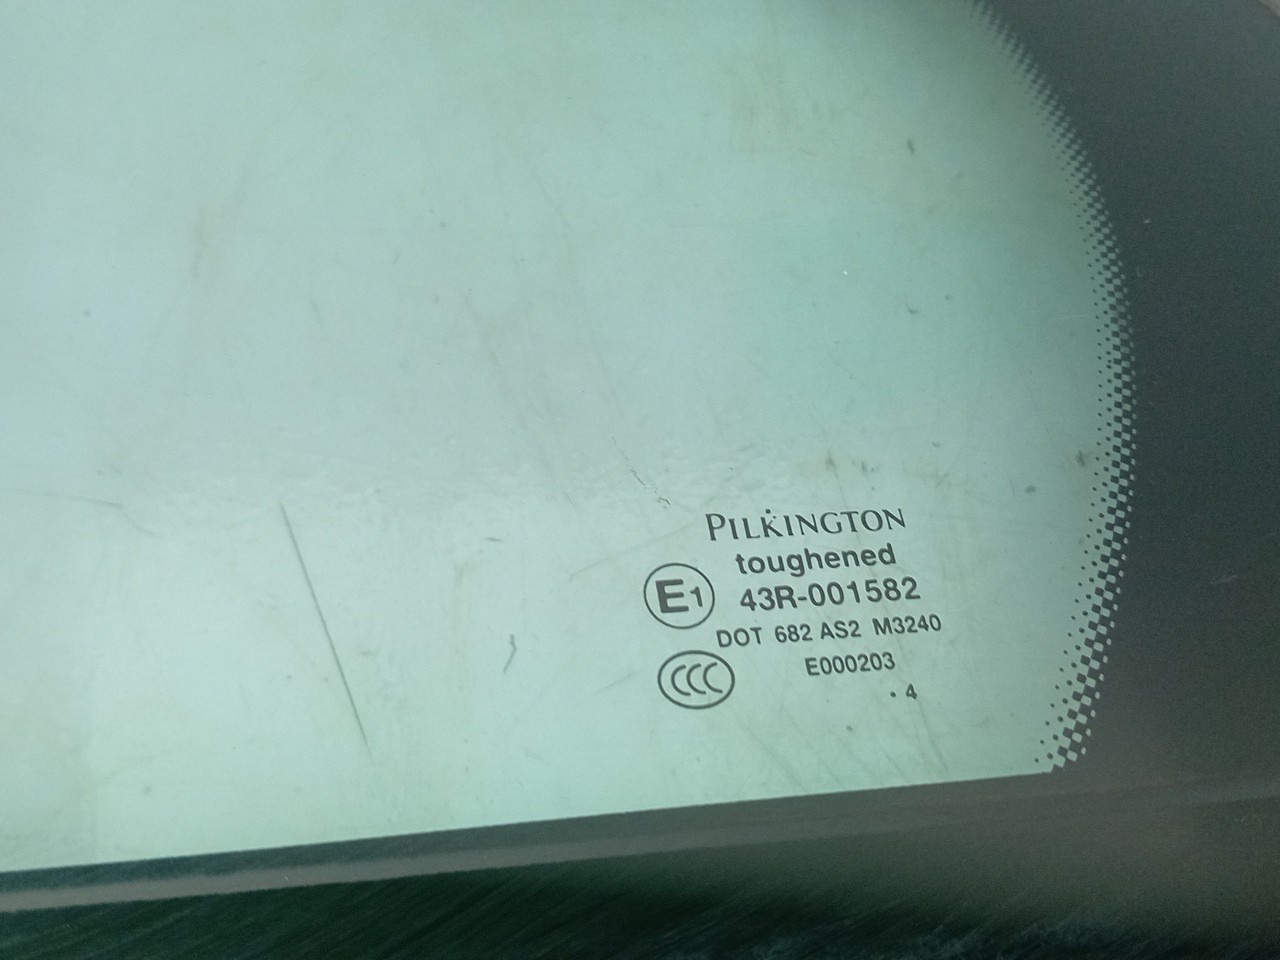 PILKINGTON
toughened
E1 43R-001582
DOT 682 AS2 M3240
CCC E000203
· 4